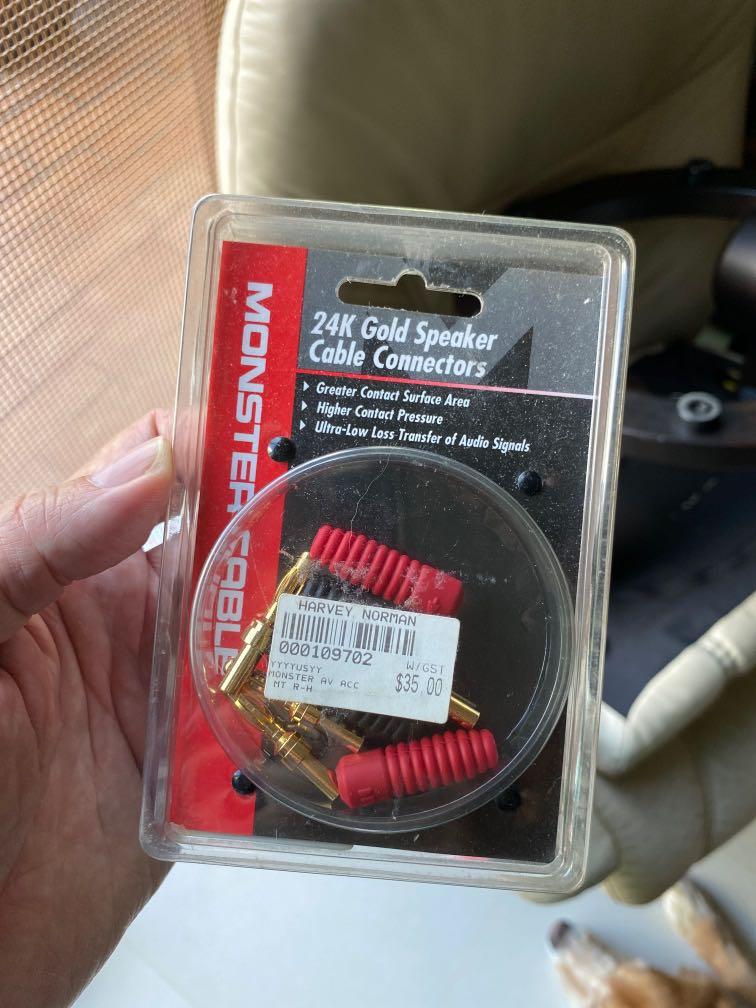 MONSTER CABLE
24K Gold Speaker
Cable Connectors
Greater Contact Surface Area
Higher Contact Pressure
Ultra-Low Loss Transfer of Audio Signals
HARVEY NORMAN
000109702
W/GST
YYYYUSYY
MONSTER AV ACC
$35.00
MT R-H